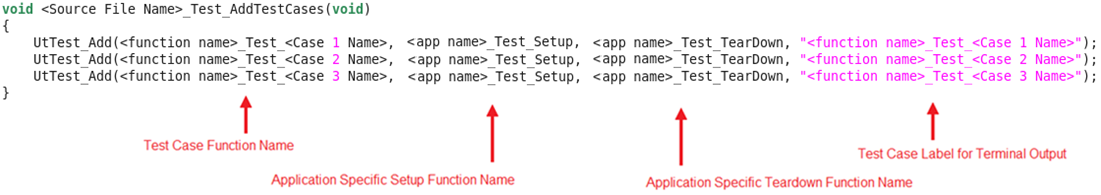 void <Source File Name>_Test_AddTestCases(void)
{
UtTest_Add(<function name>_Test_<Case 1 Name>, <app name>_Test_Setup, <app name>_Test_TearDown, "<function name>_Test_<Case 1 Name>");
UtTest_Add(<function name>_Test_<Case 2 Name>, <app name>_Test_Setup, <app name>_Test_TearDown, "<function name>_Test_<Case 2 Name>");
UtTest_Add(<function name>_Test_<Case 3 Name>, <app name>_Test_Setup, <app name>_Test_TearDown, "<function name>_Test_<Case 3 Name>");
}
Test Case Function Name
Application Specific Setup Function Name
Application Specific Teardown Function Name
Test Case Label for Terminal Output